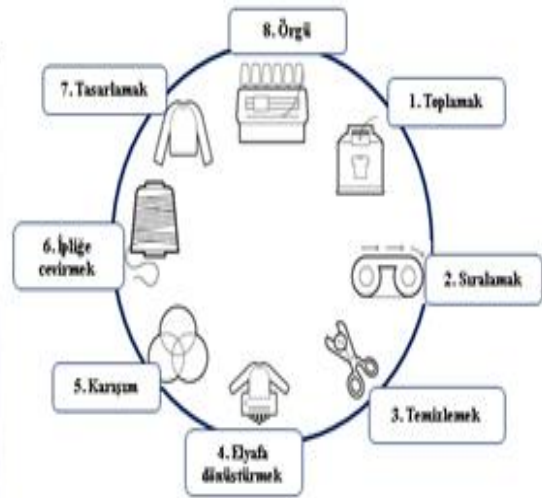 8. Örgü
1. Toplamak
2. Sıralamak
3. Temizlemek
4. Elyafa
dönüştürmek
5. Karışım
6. İpliğe
çevirmek
7. Tasarlamak